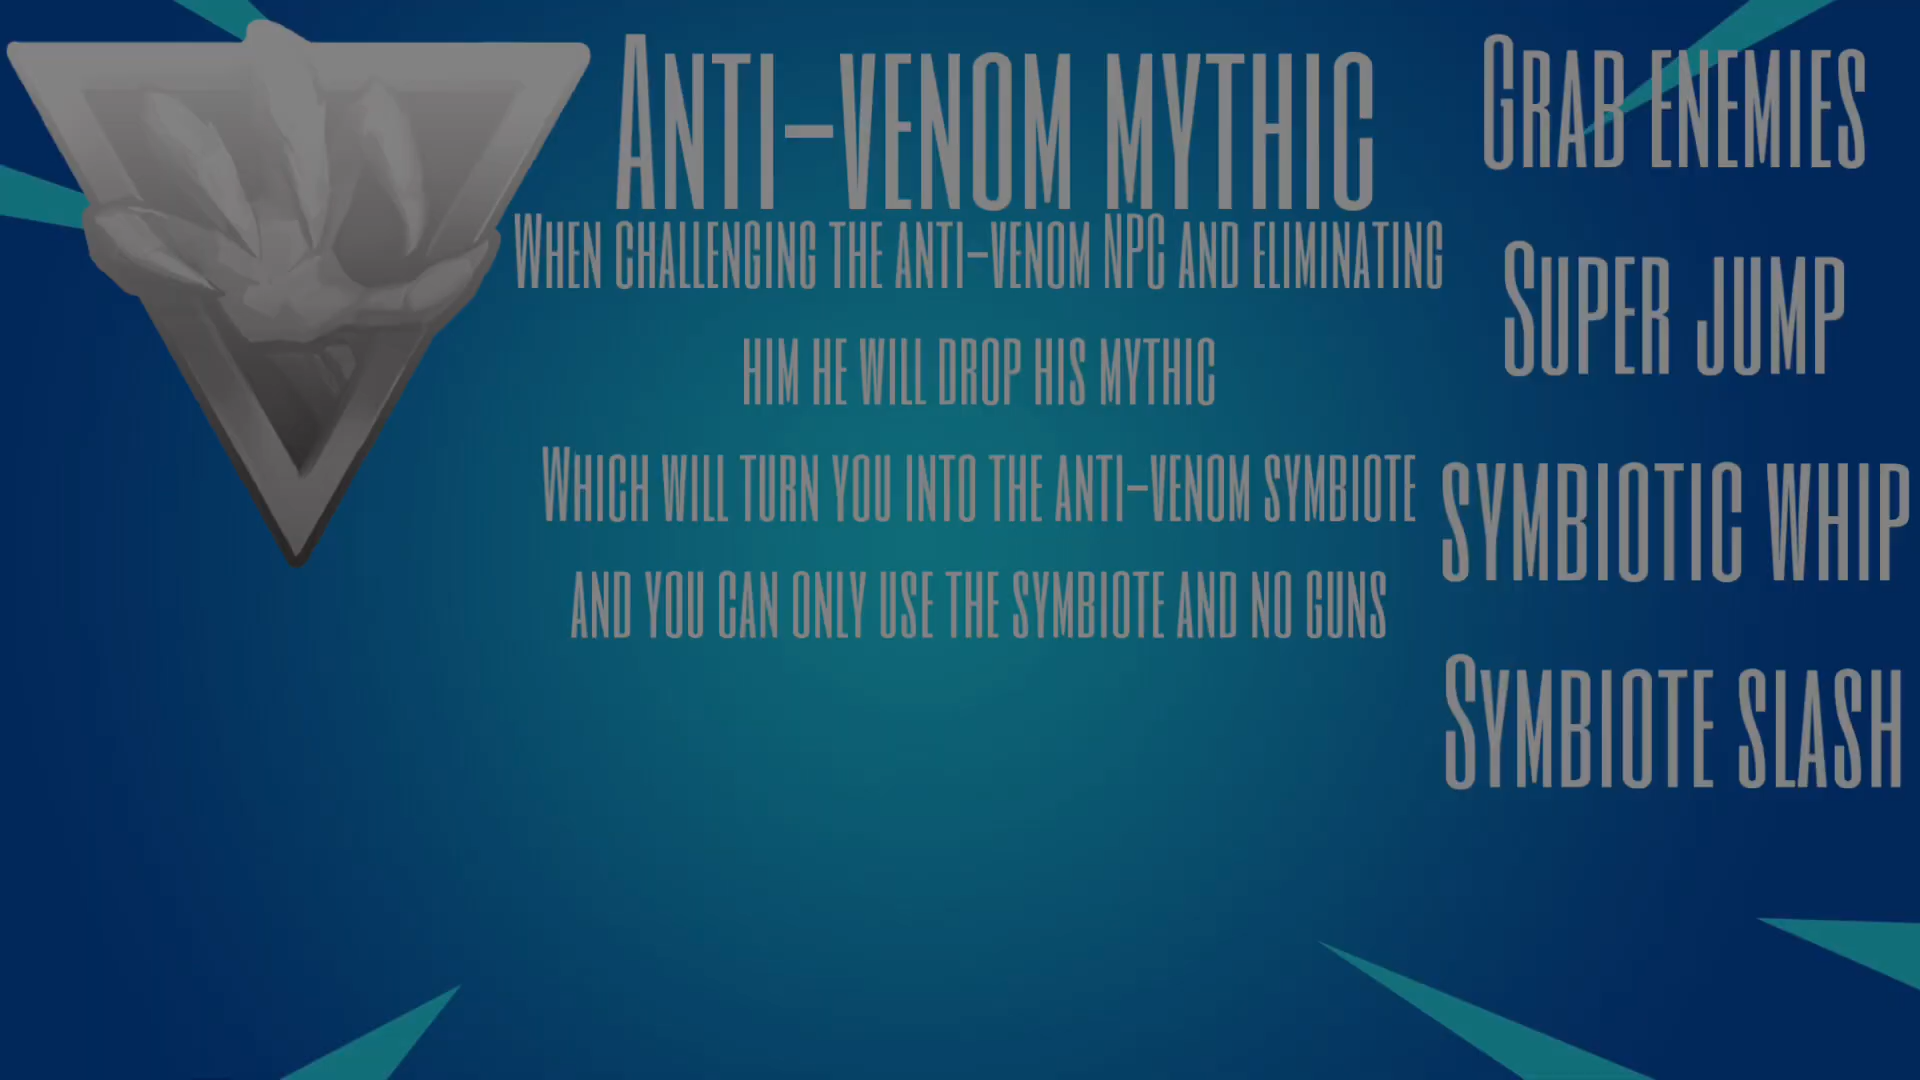 Anti-venom mythic
When challenging the anti-venom NPC and eliminating
him he will drop his mythic
Which will turn you into the anti-venom symbiote
and you can only use the symbiote and no guns
Grab enemies
Super jump
symbiotic whip
Symbiote slash